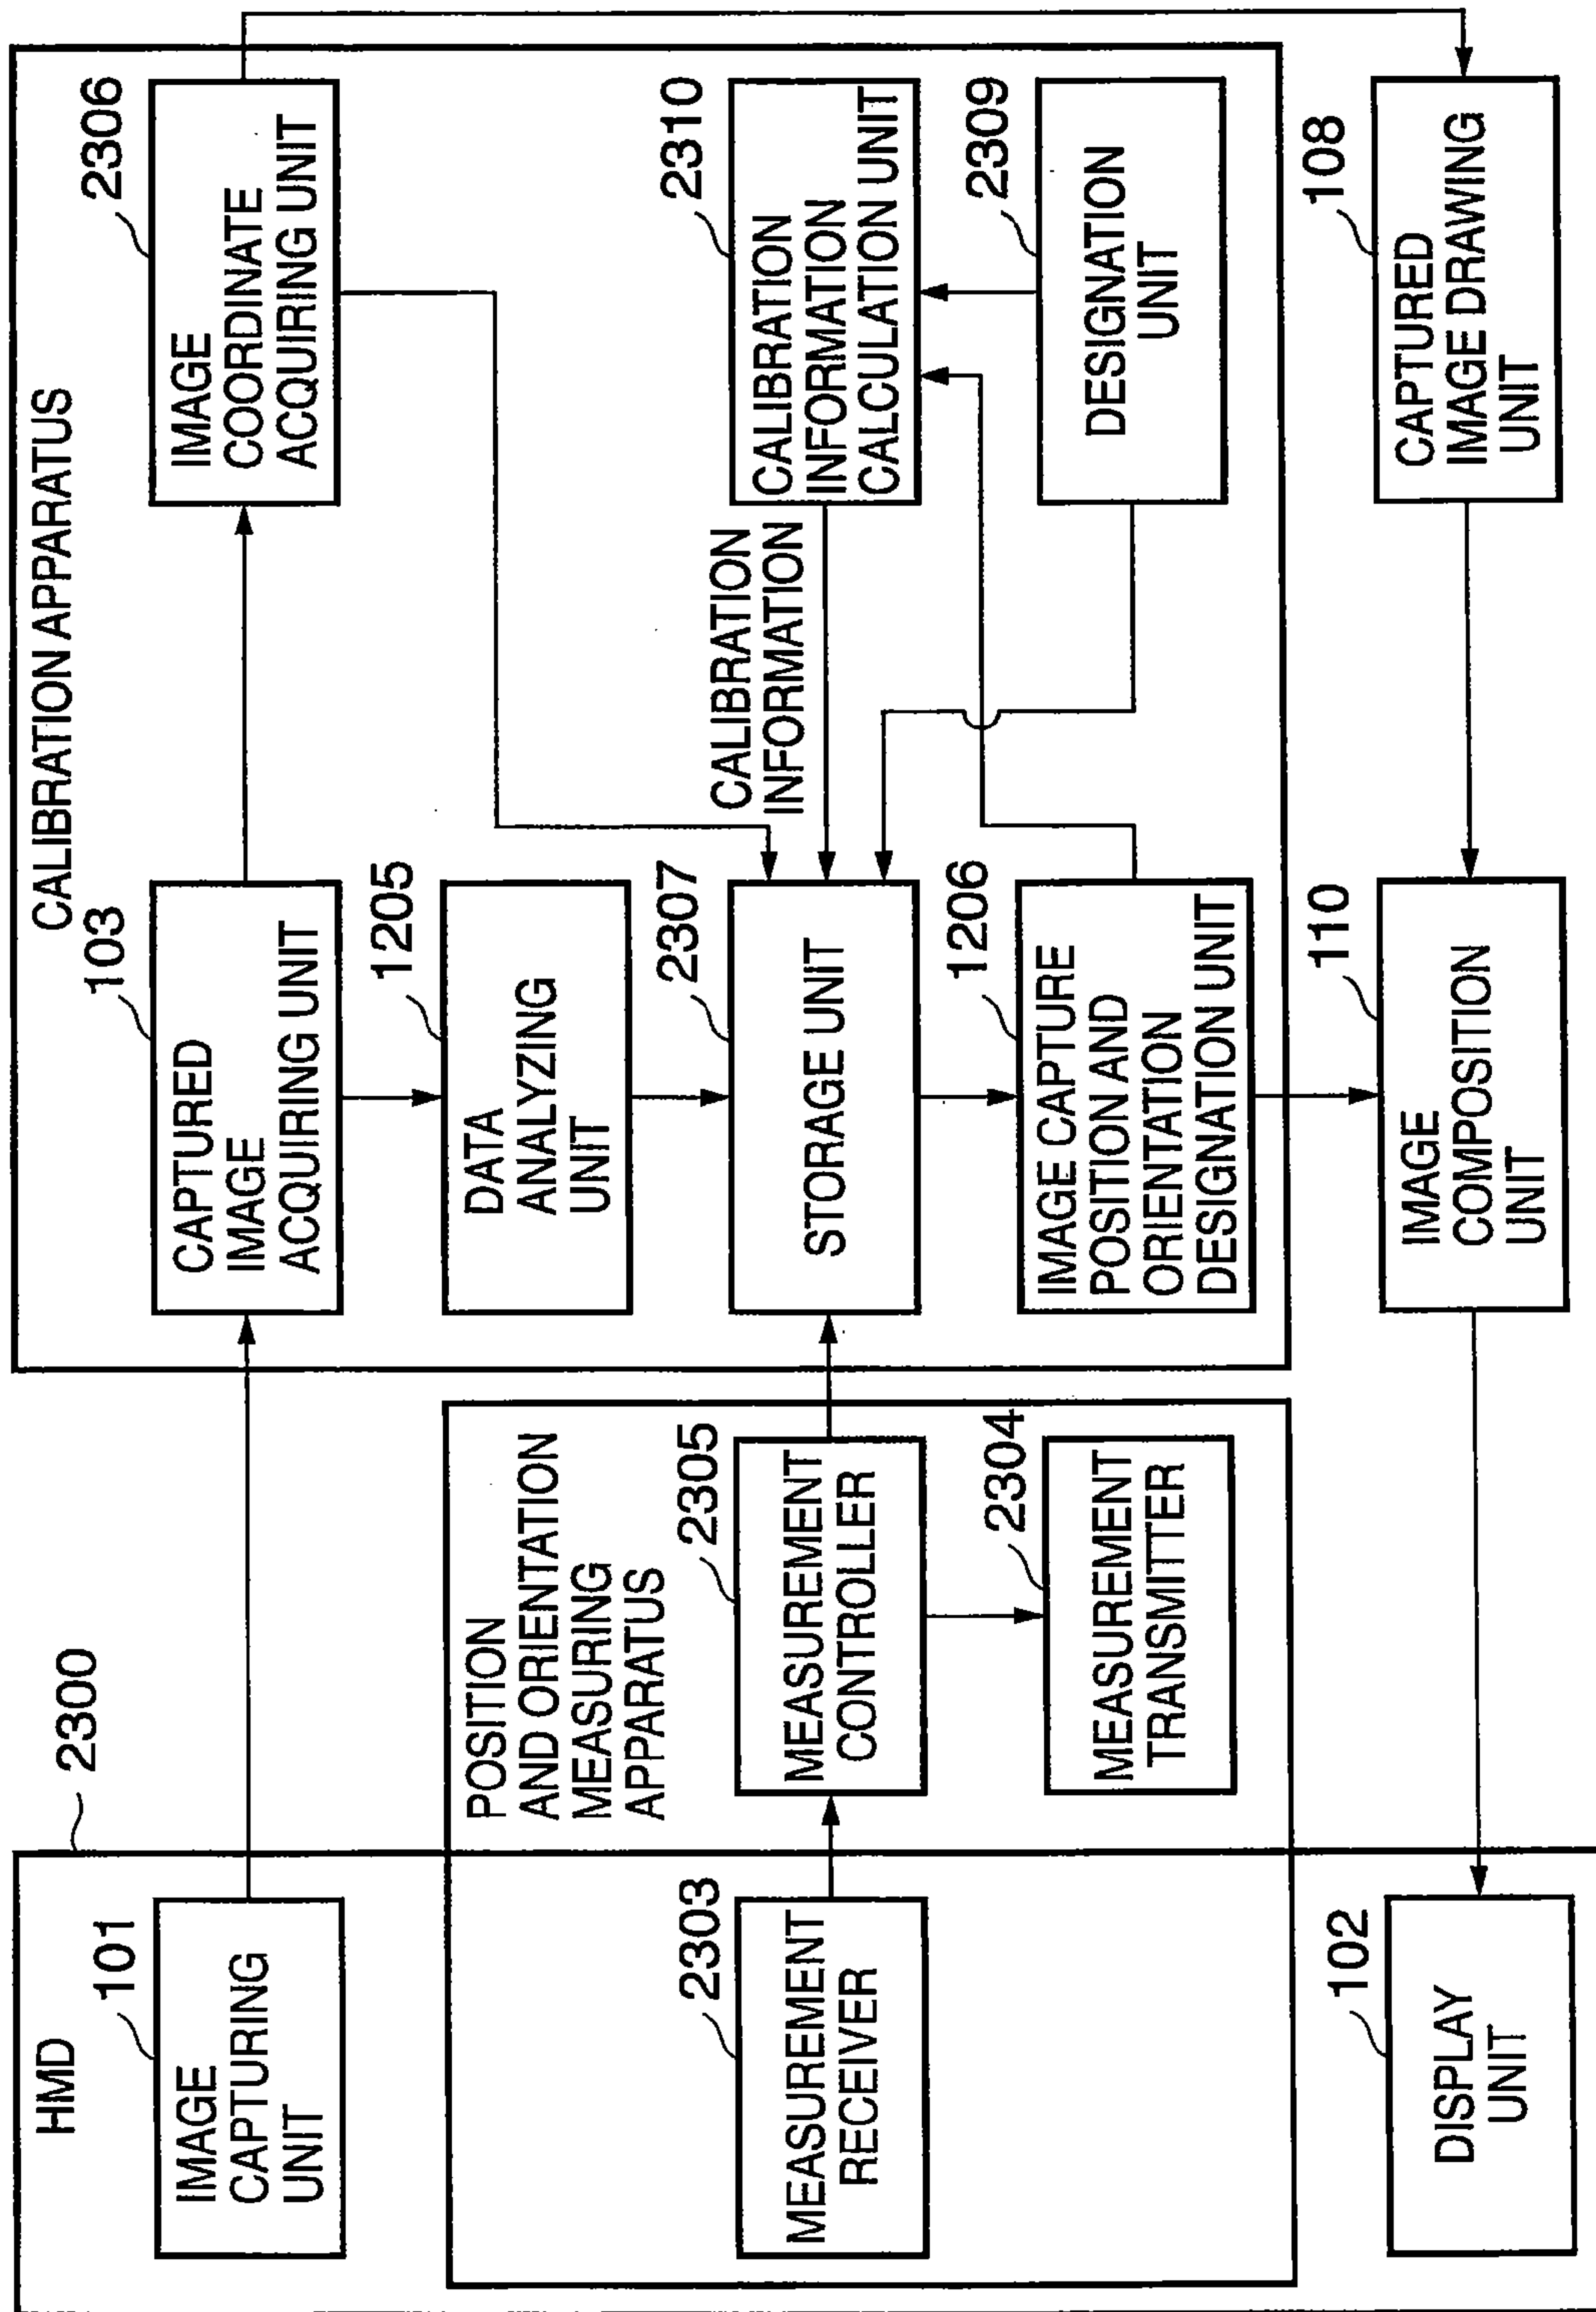 HMD
2300
101
IMAGE
CAPTURING
UNIT
2303
MEASUREMENT
RECEIVER
102
DISPLAY
UNIT
POSITION
AND ORIENTATION
MEASURING
APPARATUS
2305
MEASUREMENT
CONTROLLER
2304
MEASUREMENT
TRANSMITTER
CALIBRATION APPARATUS
103
CAPTURED
IMAGE
ACQUIRING UNIT
1205
DATA
ANALYZING
UNIT
2307
STORAGE UNIT
1206
IMAGE CAPTURE
POSITION AND
ORIENTATION
DESIGNATION UNIT
110
IMAGE
COMPOSITION
UNIT
CALIBRATION
INFORMATION
2306
IMAGE
COORDINATE
ACQUIRING UNIT
2310
CALIBRATION
INFORMATION
CALCULATION UNIT
2309
DESIGNATION
UNIT
108
CAPTURED
IMAGE DRAWING
UNIT